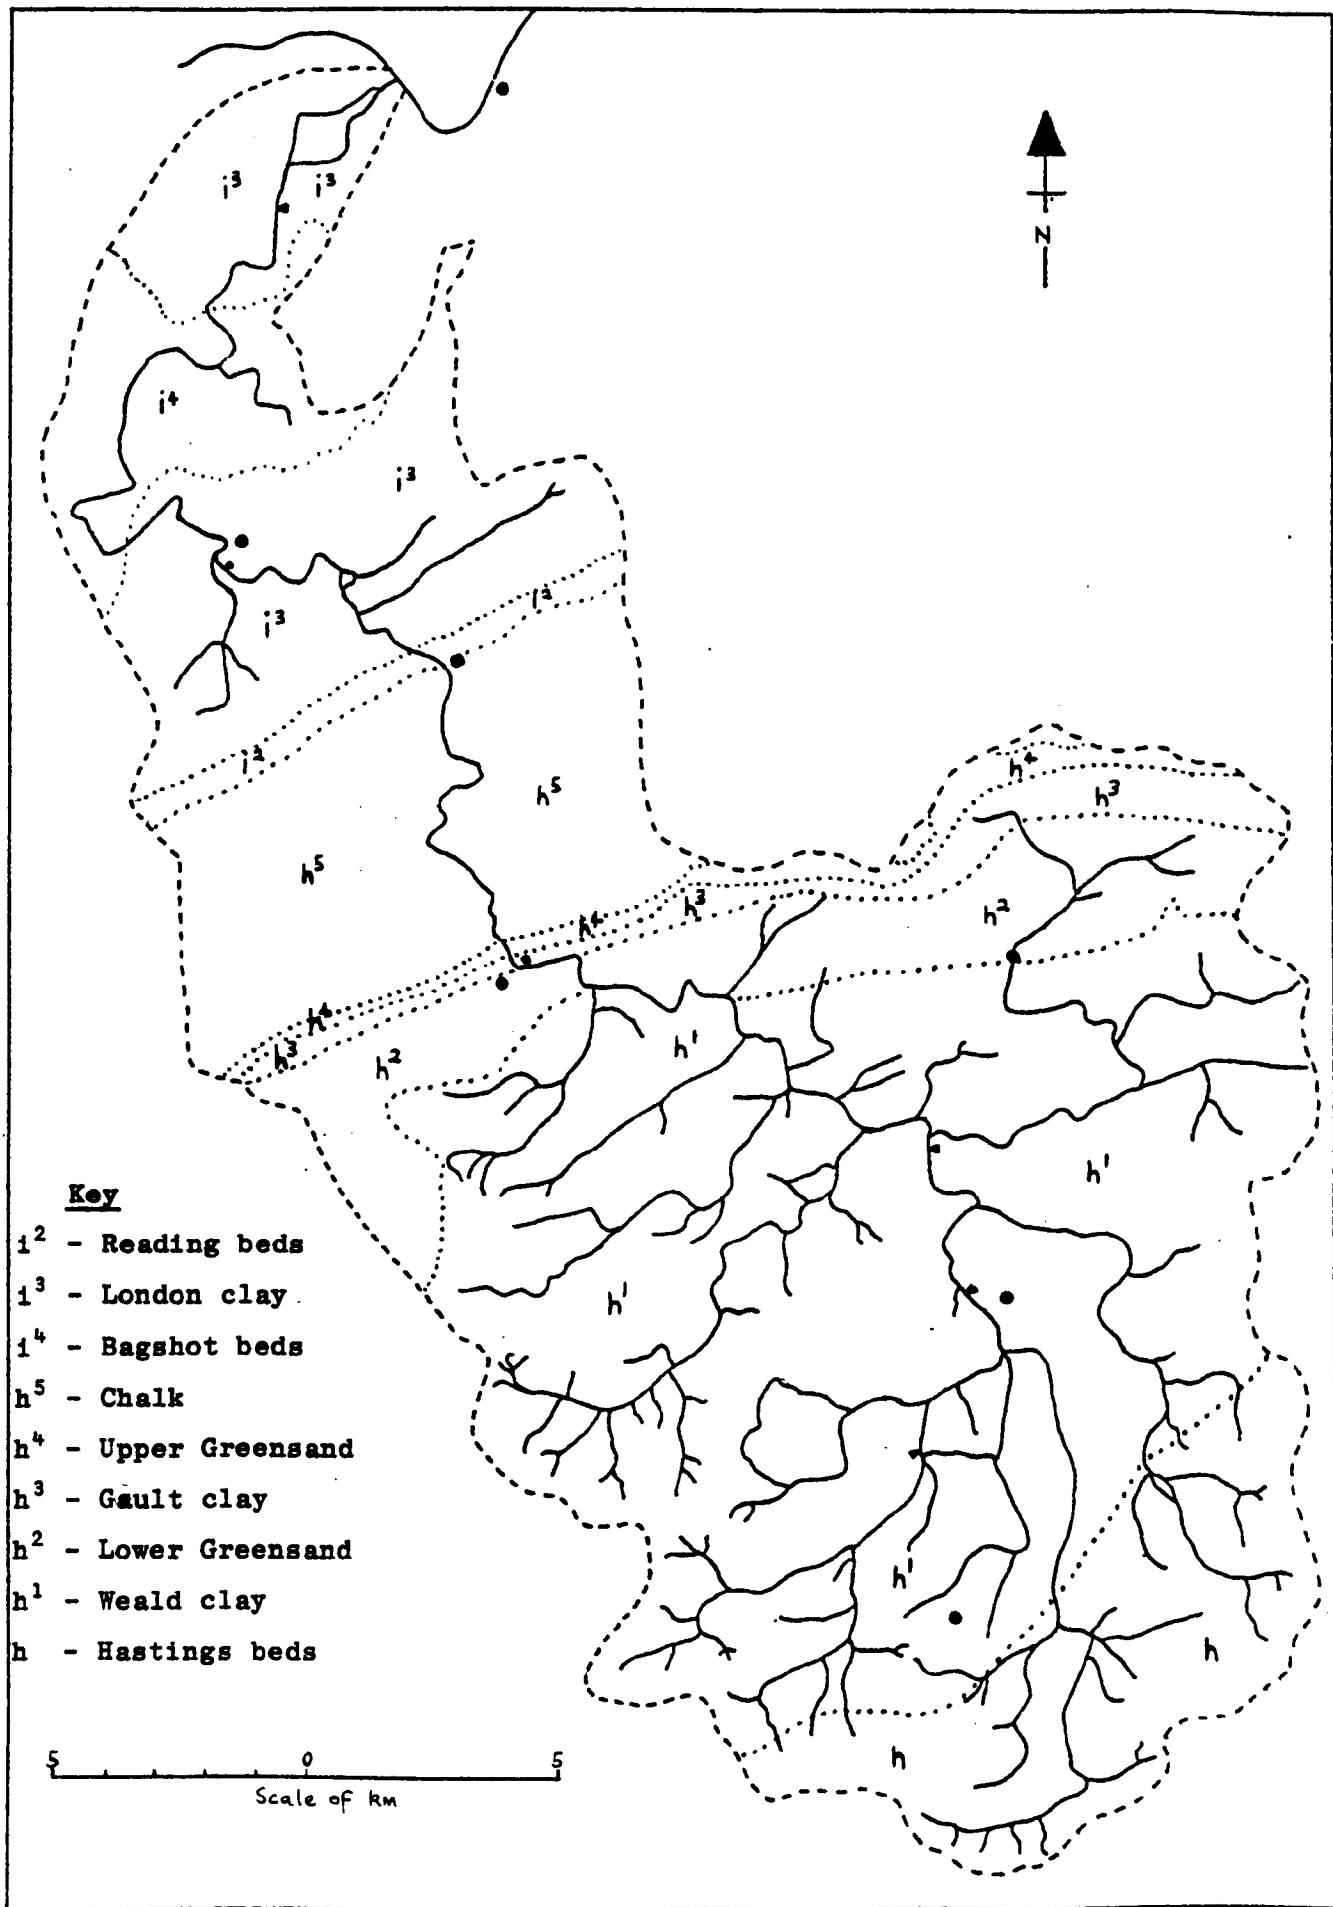 N
i³
i³
i⁴
i³
i³
i²
i²
h⁵
h⁵
h⁴
h³
h³
h²
h⁴
h⁴
h³
h²
h¹
h¹
h¹
h¹
h
h
Key
i² - Reading beds
i³ - London clay
i⁴ - Bagshot beds
h⁵ - Chalk
h⁴ - Upper Greensand
h³ - Gault clay
h² - Lower Greensand
h¹ - Weald clay
h - Hastings beds
5 0 5
Scale of km